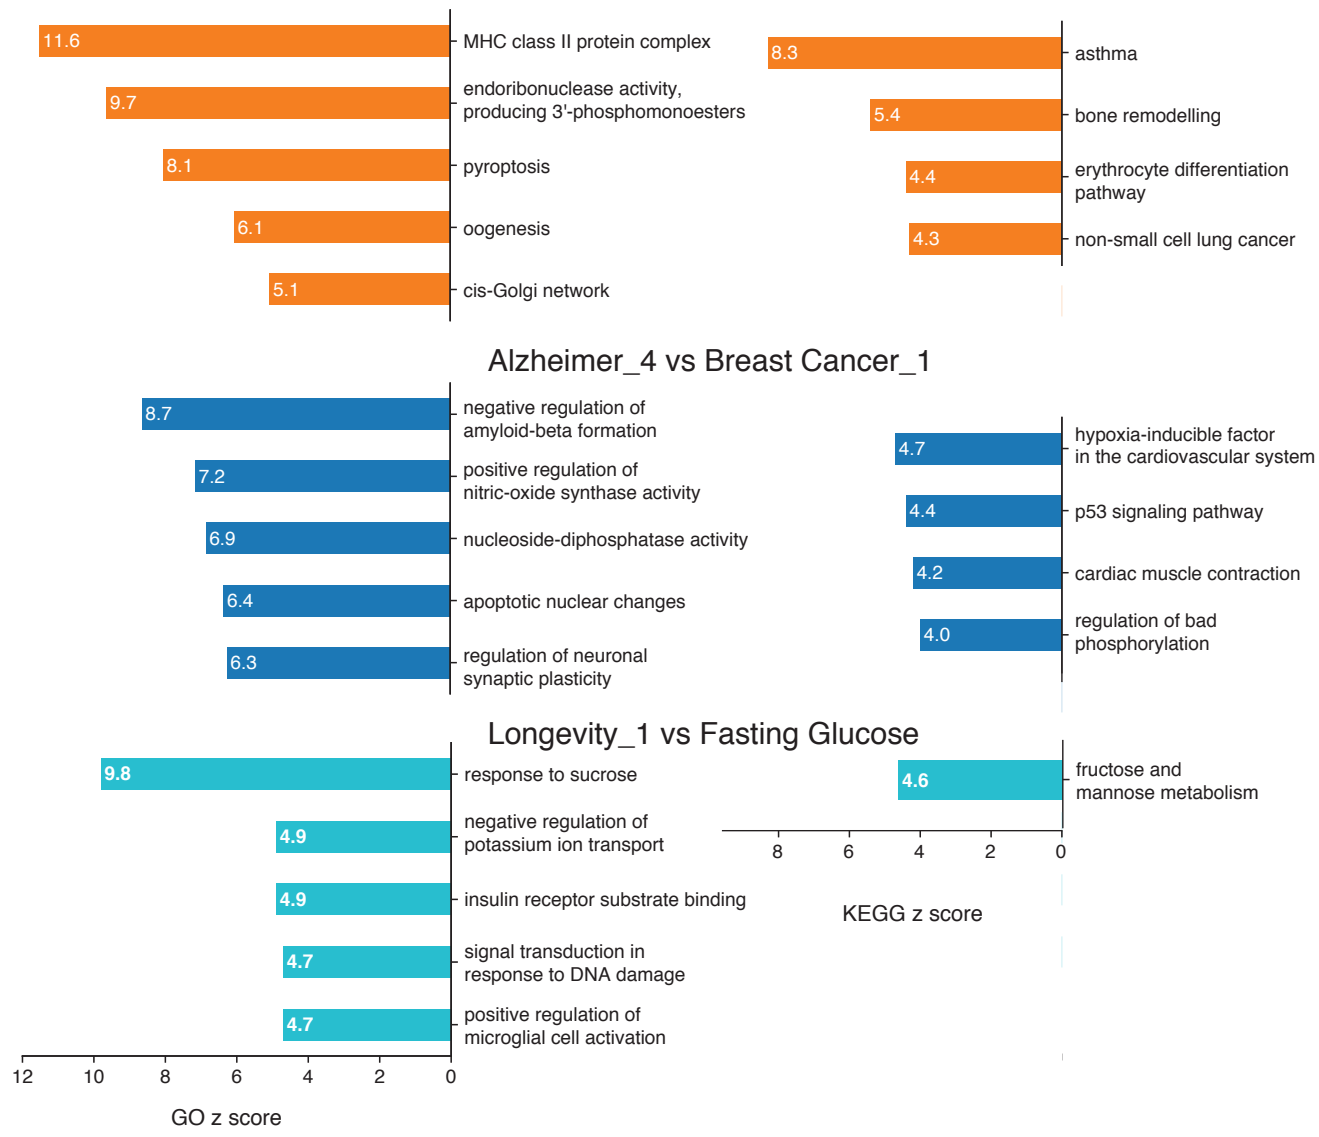 11.6
MHC class II protein complex
9.7
endoribonuclease activity,
producing 3'-phosphomonoesters
8.1
pyroptosis
6.1
oogenesis
5.1
cis-Golgi network
8.3
asthma
5.4
bone remodelling
4.4
erythrocyte differentiation
pathway
4.3
non-small cell lung cancer
Alzheimer_4 vs Breast Cancer_1
8.7
negative regulation of
amyloid-beta formation
7.2
positive regulation of
nitric-oxide synthase activity
6.9
nucleoside-diphosphatase activity
6.4
apoptotic nuclear changes
6.3
regulation of neuronal
synaptic plasticity
4.7
hypoxia-inducible factor
in the cardiovascular system
4.4
p53 signaling pathway
4.2
cardiac muscle contraction
4.0
regulation of bad
phosphorylation
Longevity_1 vs Fasting Glucose
9.8
response to sucrose
4.9
negative regulation of
potassium ion transport
4.9
insulin receptor substrate binding
4.7
signal transduction in
response to DNA damage
4.7
positive regulation of
microglial cell activation
12 10 8 6 4 2 0
GO z score
4.6
fructose and
mannose metabolism
8 6 4 2 0
KEGG z score